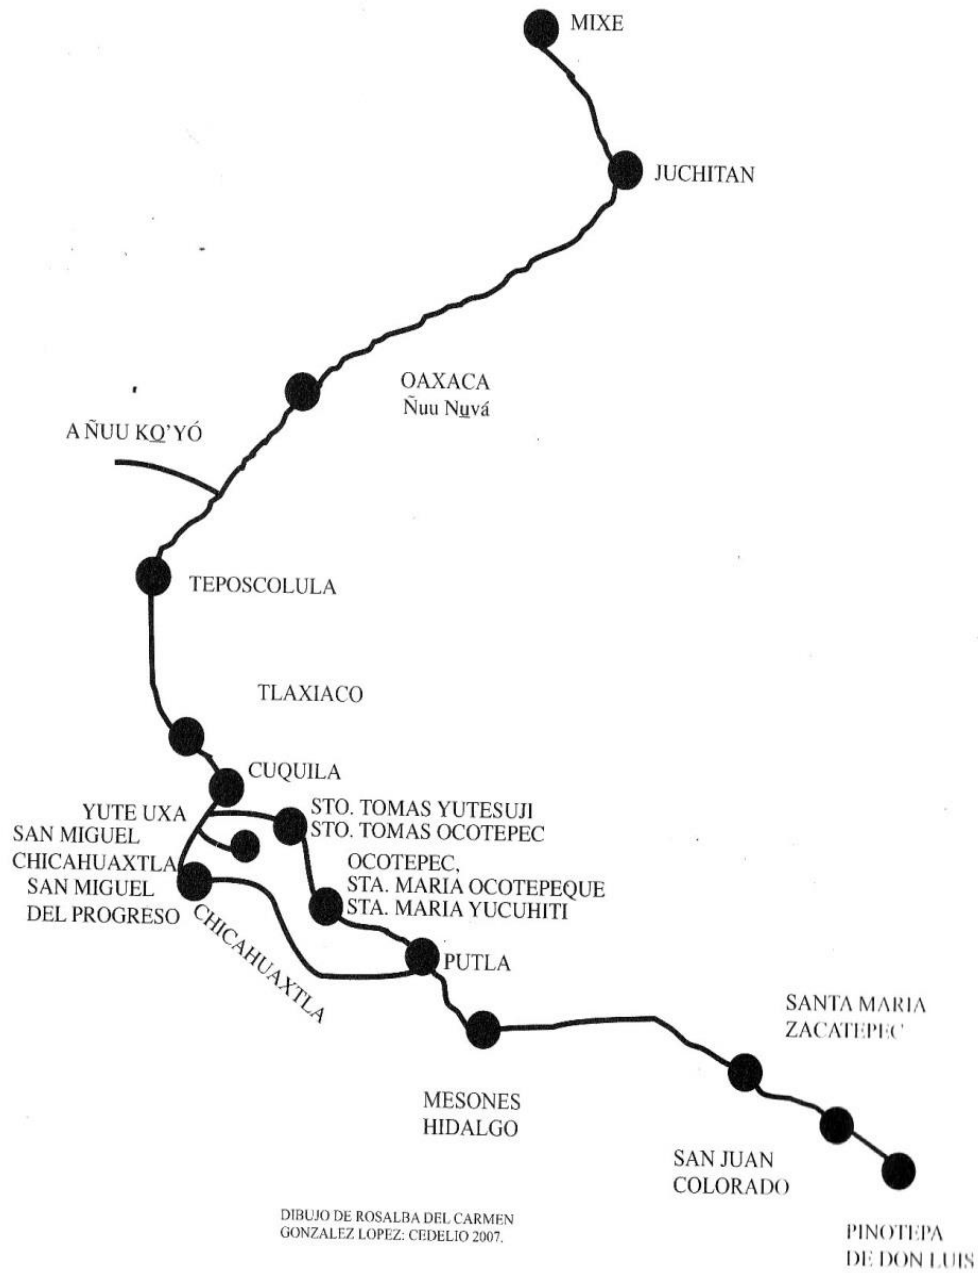 MIXE
JUCHITAN
OAXACA
Ñuu Nuvá
A ÑUU KO'YÓ
TEPOSCOLULA
TLAXIACO
CUQUILA
YUTE UXA
SAN MIGUEL
CHICAHUAXTLA
SAN MIGUEL
DEL PROGRESO
STO. TOMAS YUTESUJI
STO. TOMAS OCOTEPEC
OCOTEPEC,
STA. MARIA OCOTEPEQUE
STA. MARIA YUCUHITI
CHICAHUAXTLA
PUTLA
SANTA MARIA
ZACATEPEC
MESONES
HIDALGO
SAN JUAN
COLORADO
PINOTEPA
DE DON LUIS
DIBUJO DE ROSALBA DEL CARMEN
GONZALEZ LOPEZ: CEDELIO 2007.